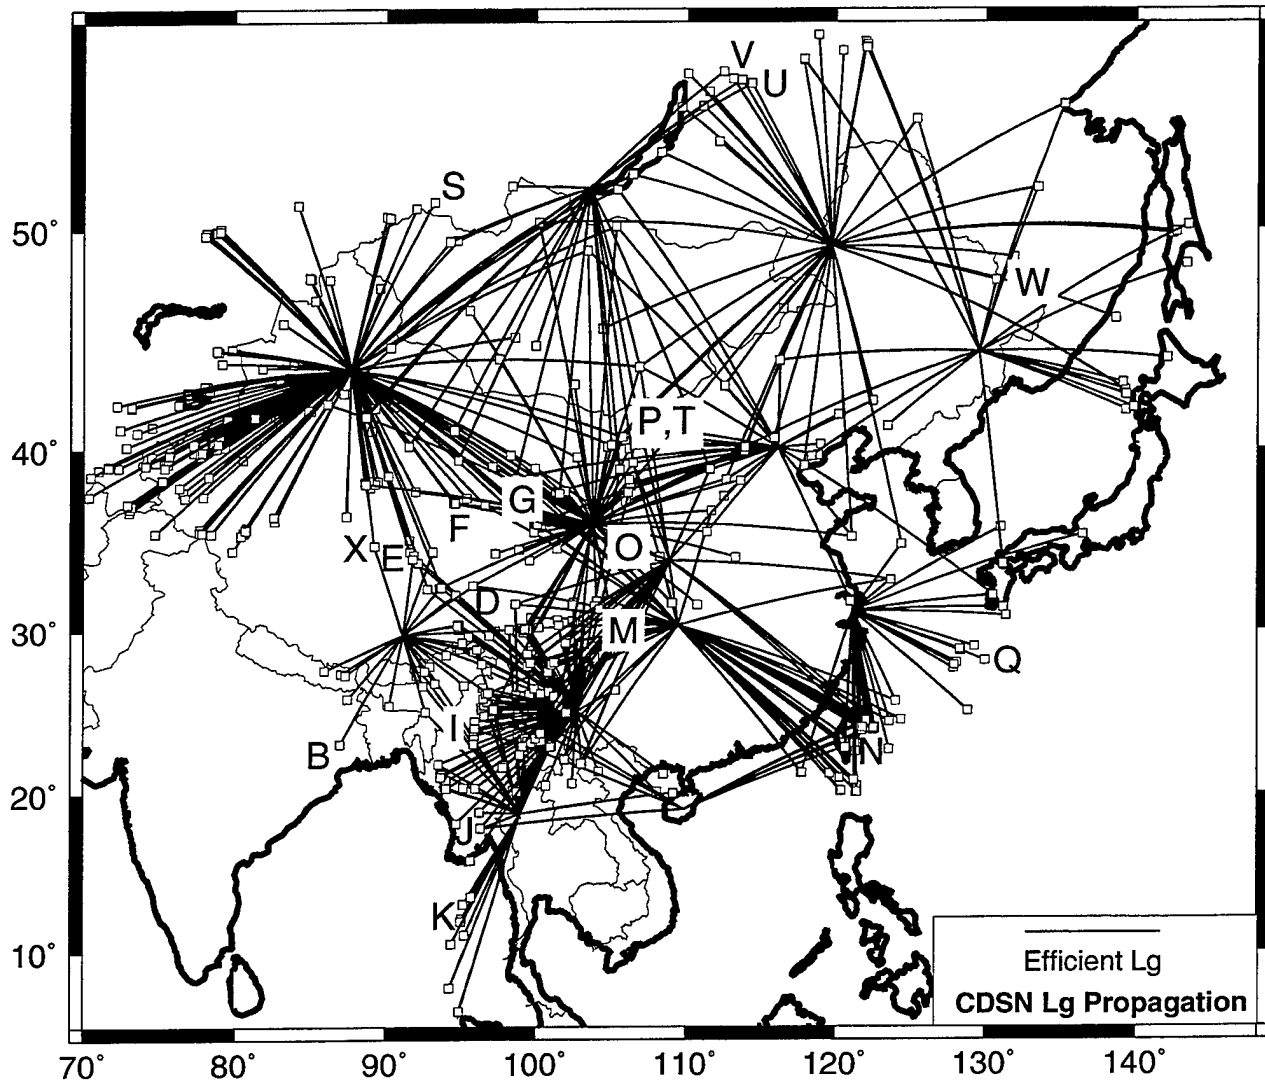 V
U
S
50°
W
P,T
40°
G
F
O
X
E
D
30°
M
Q
I
B
N
20°
J
K
10°
Efficient Lg
CDSN Lg Propagation
70° 80° 90° 100° 110° 120° 130° 140°